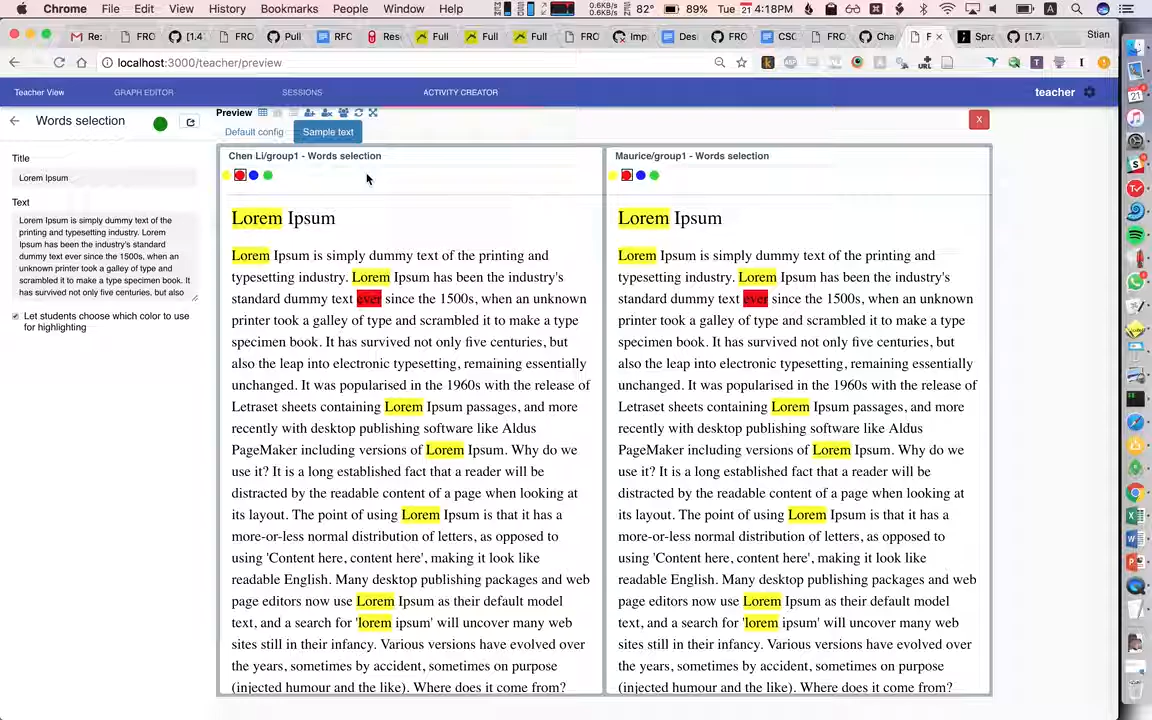 Chrome File Edit View History Bookmarks People Window Help 0.6KB/s 0.6KB/s 82° 89% Tue 21 4:18PM
Re: FRO [1.4 FRO Pull RFC Res Full Full Full FRO Imp Des FRO CSC FRO Cha F Spra [1.7. Stian
localhost:3000/teacher/preview
Teacher View GRAPH EDITOR SESSIONS ACTIVITY CREATOR teacher
Words selection
Preview
Default config Sample text X
Title
Lorem Ipsum
Text
Lorem Ipsum is simply dummy text of the
printing and typesetting industry. Lorem
Ipsum has been the industry's standard
dummy text ever since the 1500s, when an
unknown printer took a galley of type and
scrambled it to make a type specimen book. It
has survived not only five centuries, but also
Let students choose which color to use
for highlighting
Chen Li/group1 - Words selection
Lorem Ipsum
Lorem Ipsum is simply dummy text of the printing and
typesetting industry. Lorem Ipsum has been the industry's
standard dummy text ever since the 1500s, when an unknown
printer took a galley of type and scrambled it to make a type
specimen book. It has survived not only five centuries, but
also the leap into electronic typesetting, remaining essentially
unchanged. It was popularised in the 1960s with the release of
Letraset sheets containing Lorem Ipsum passages, and more
recently with desktop publishing software like Aldus
PageMaker including versions of Lorem Ipsum. Why do we
use it? It is a long established fact that a reader will be
distracted by the readable content of a page when looking at
its layout. The point of using Lorem Ipsum is that it has a
more-or-less normal distribution of letters, as opposed to
using 'Content here, content here', making it look like
readable English. Many desktop publishing packages and web
page editors now use Lorem Ipsum as their default model
text, and a search for 'lorem ipsum' will uncover many web
sites still in their infancy. Various versions have evolved over
the years, sometimes by accident, sometimes on purpose
(injected humour and the like). Where does it come from?
Maurice/group1 - Words selection
Lorem Ipsum
Lorem Ipsum is simply dummy text of the printing and
typesetting industry. Lorem Ipsum has been the industry's
standard dummy text ever since the 1500s, when an unknown
printer took a galley of type and scrambled it to make a type
specimen book. It has survived not only five centuries, but
also the leap into electronic typesetting, remaining essentially
unchanged. It was popularised in the 1960s with the release of
Letraset sheets containing Lorem Ipsum passages, and more
recently with desktop publishing software like Aldus
PageMaker including versions of Lorem Ipsum. Why do we
use it? It is a long established fact that a reader will be
distracted by the readable content of a page when looking at
its layout. The point of using Lorem Ipsum is that it has a
more-or-less normal distribution of letters, as opposed to
using 'Content here, content here', making it look like
readable English. Many desktop publishing packages and web
page editors now use Lorem Ipsum as their default model
text, and a search for 'lorem ipsum' will uncover many web
sites still in their infancy. Various versions have evolved over
the years, sometimes by accident, sometimes on purpose
(injected humour and the like). Where does it come from?